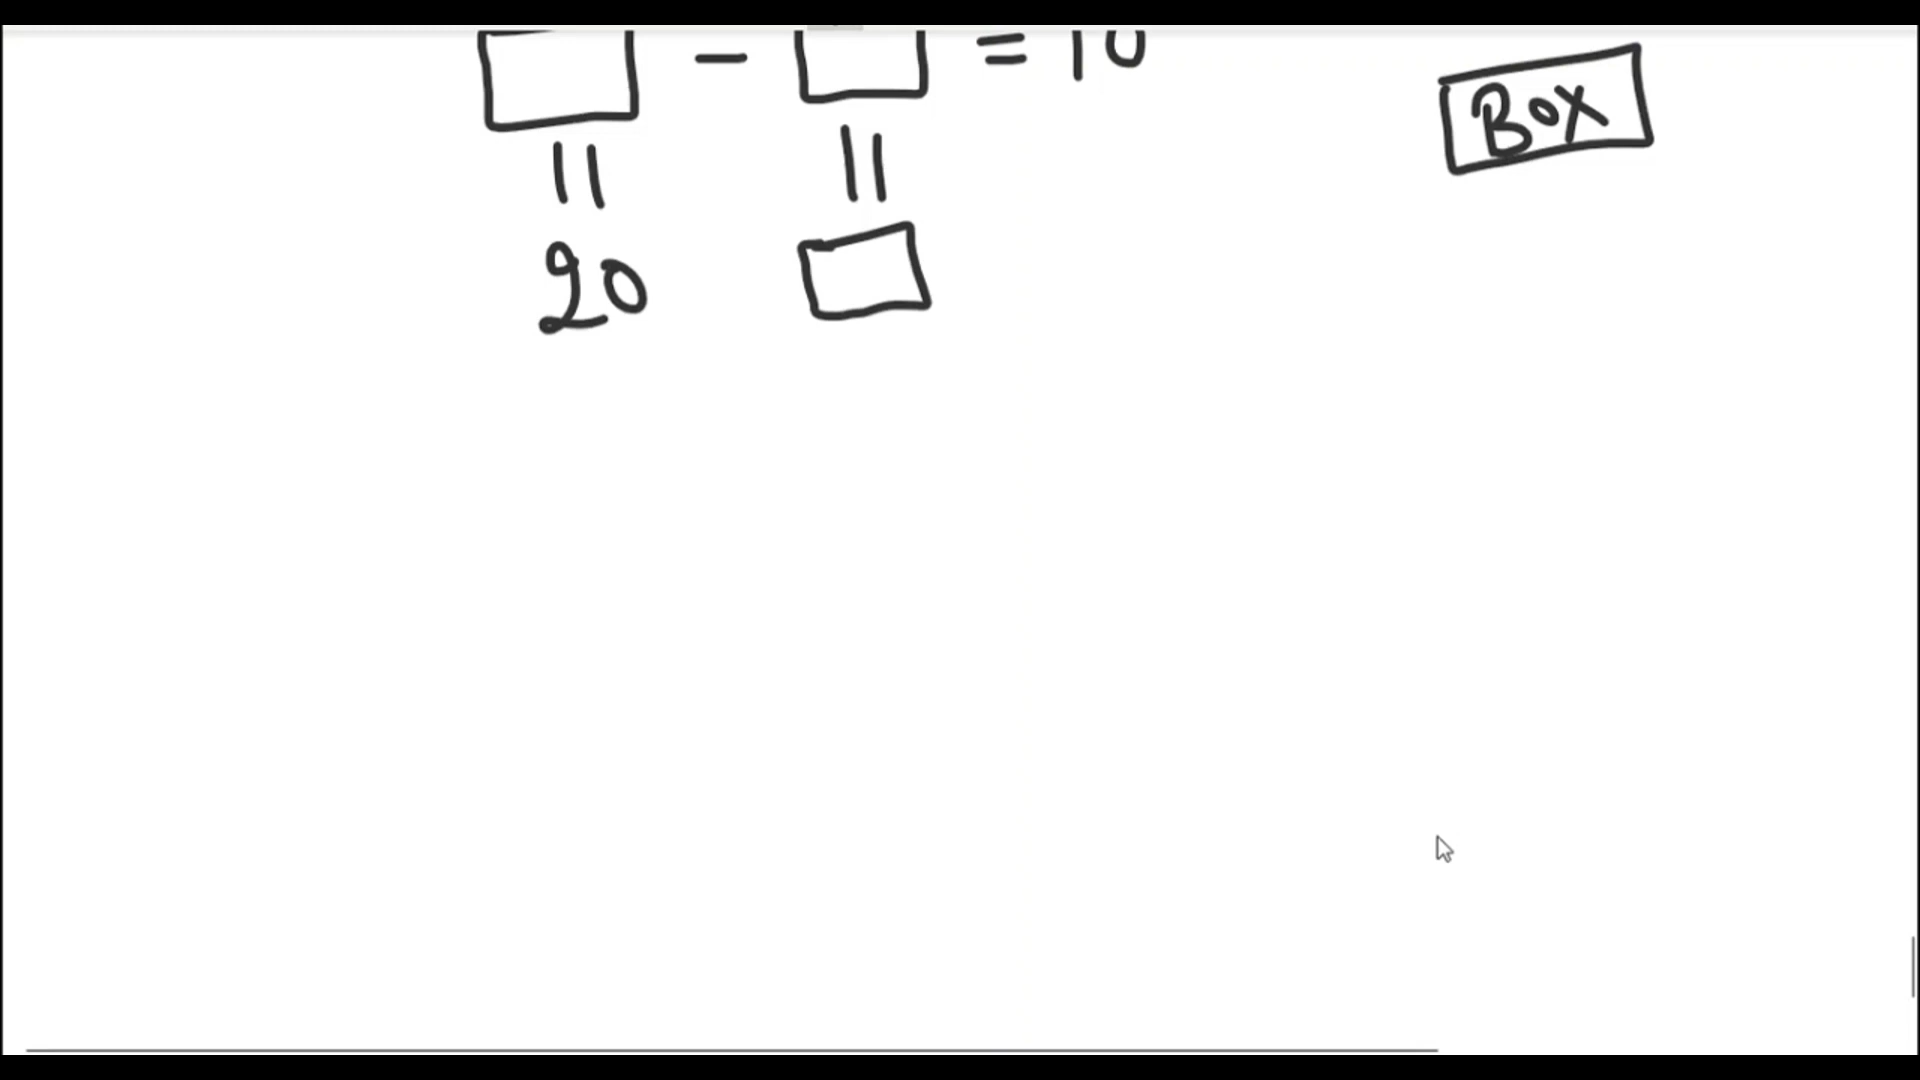 □ - □ = 10
BOX
|| ||
20 □